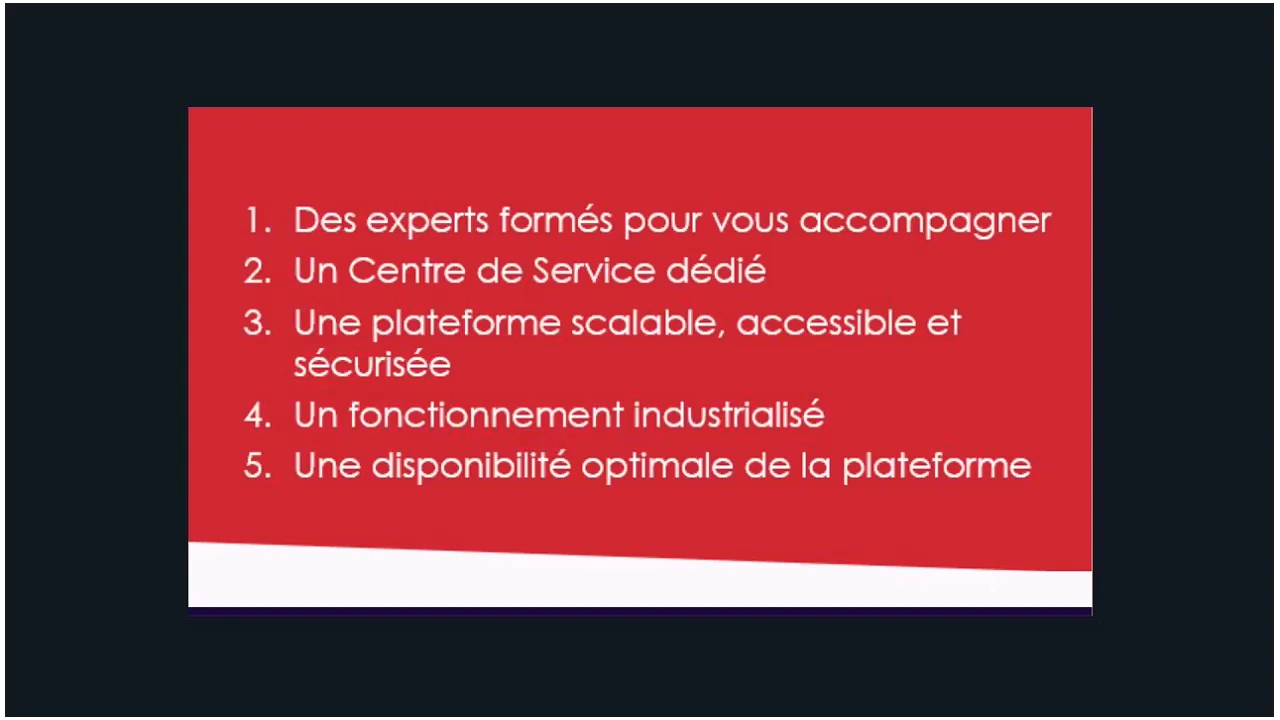 1. Des experts formés pour vous accompagner
2. Un Centre de Service dédié
3. Une plateforme scalable, accessible et
sécurisée
4. Un fonctionnement industrialisé
5. Une disponibilité optimale de la plateforme